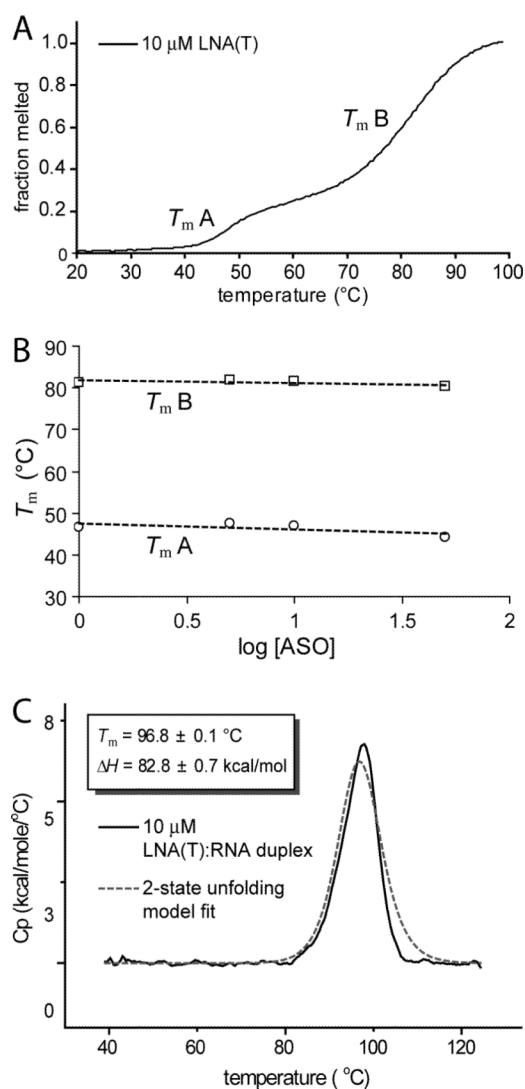 A
1.0
10 μM LNA(T)
0.8
0.6
0.4
0.2
0
fraction melted
Tm B
Tm A
20 30 40 50 60 70 80 90 100
temperature (°C)
B
90
80
70
60
50
40
30
Tm (°C)
Tm B
Tm A
0 0.5 1 1.5 2
log [ASO]
C
8
5
3
0
Cp (kcal/mole/°C)
Tm = 96.8 ± 0.1 °C
ΔH = 82.8 ± 0.7 kcal/mol)
10 μM
LNA(T):RNA duplex
2-state unfolding
model fit
40 60 80 100 120
temperature ( °C)